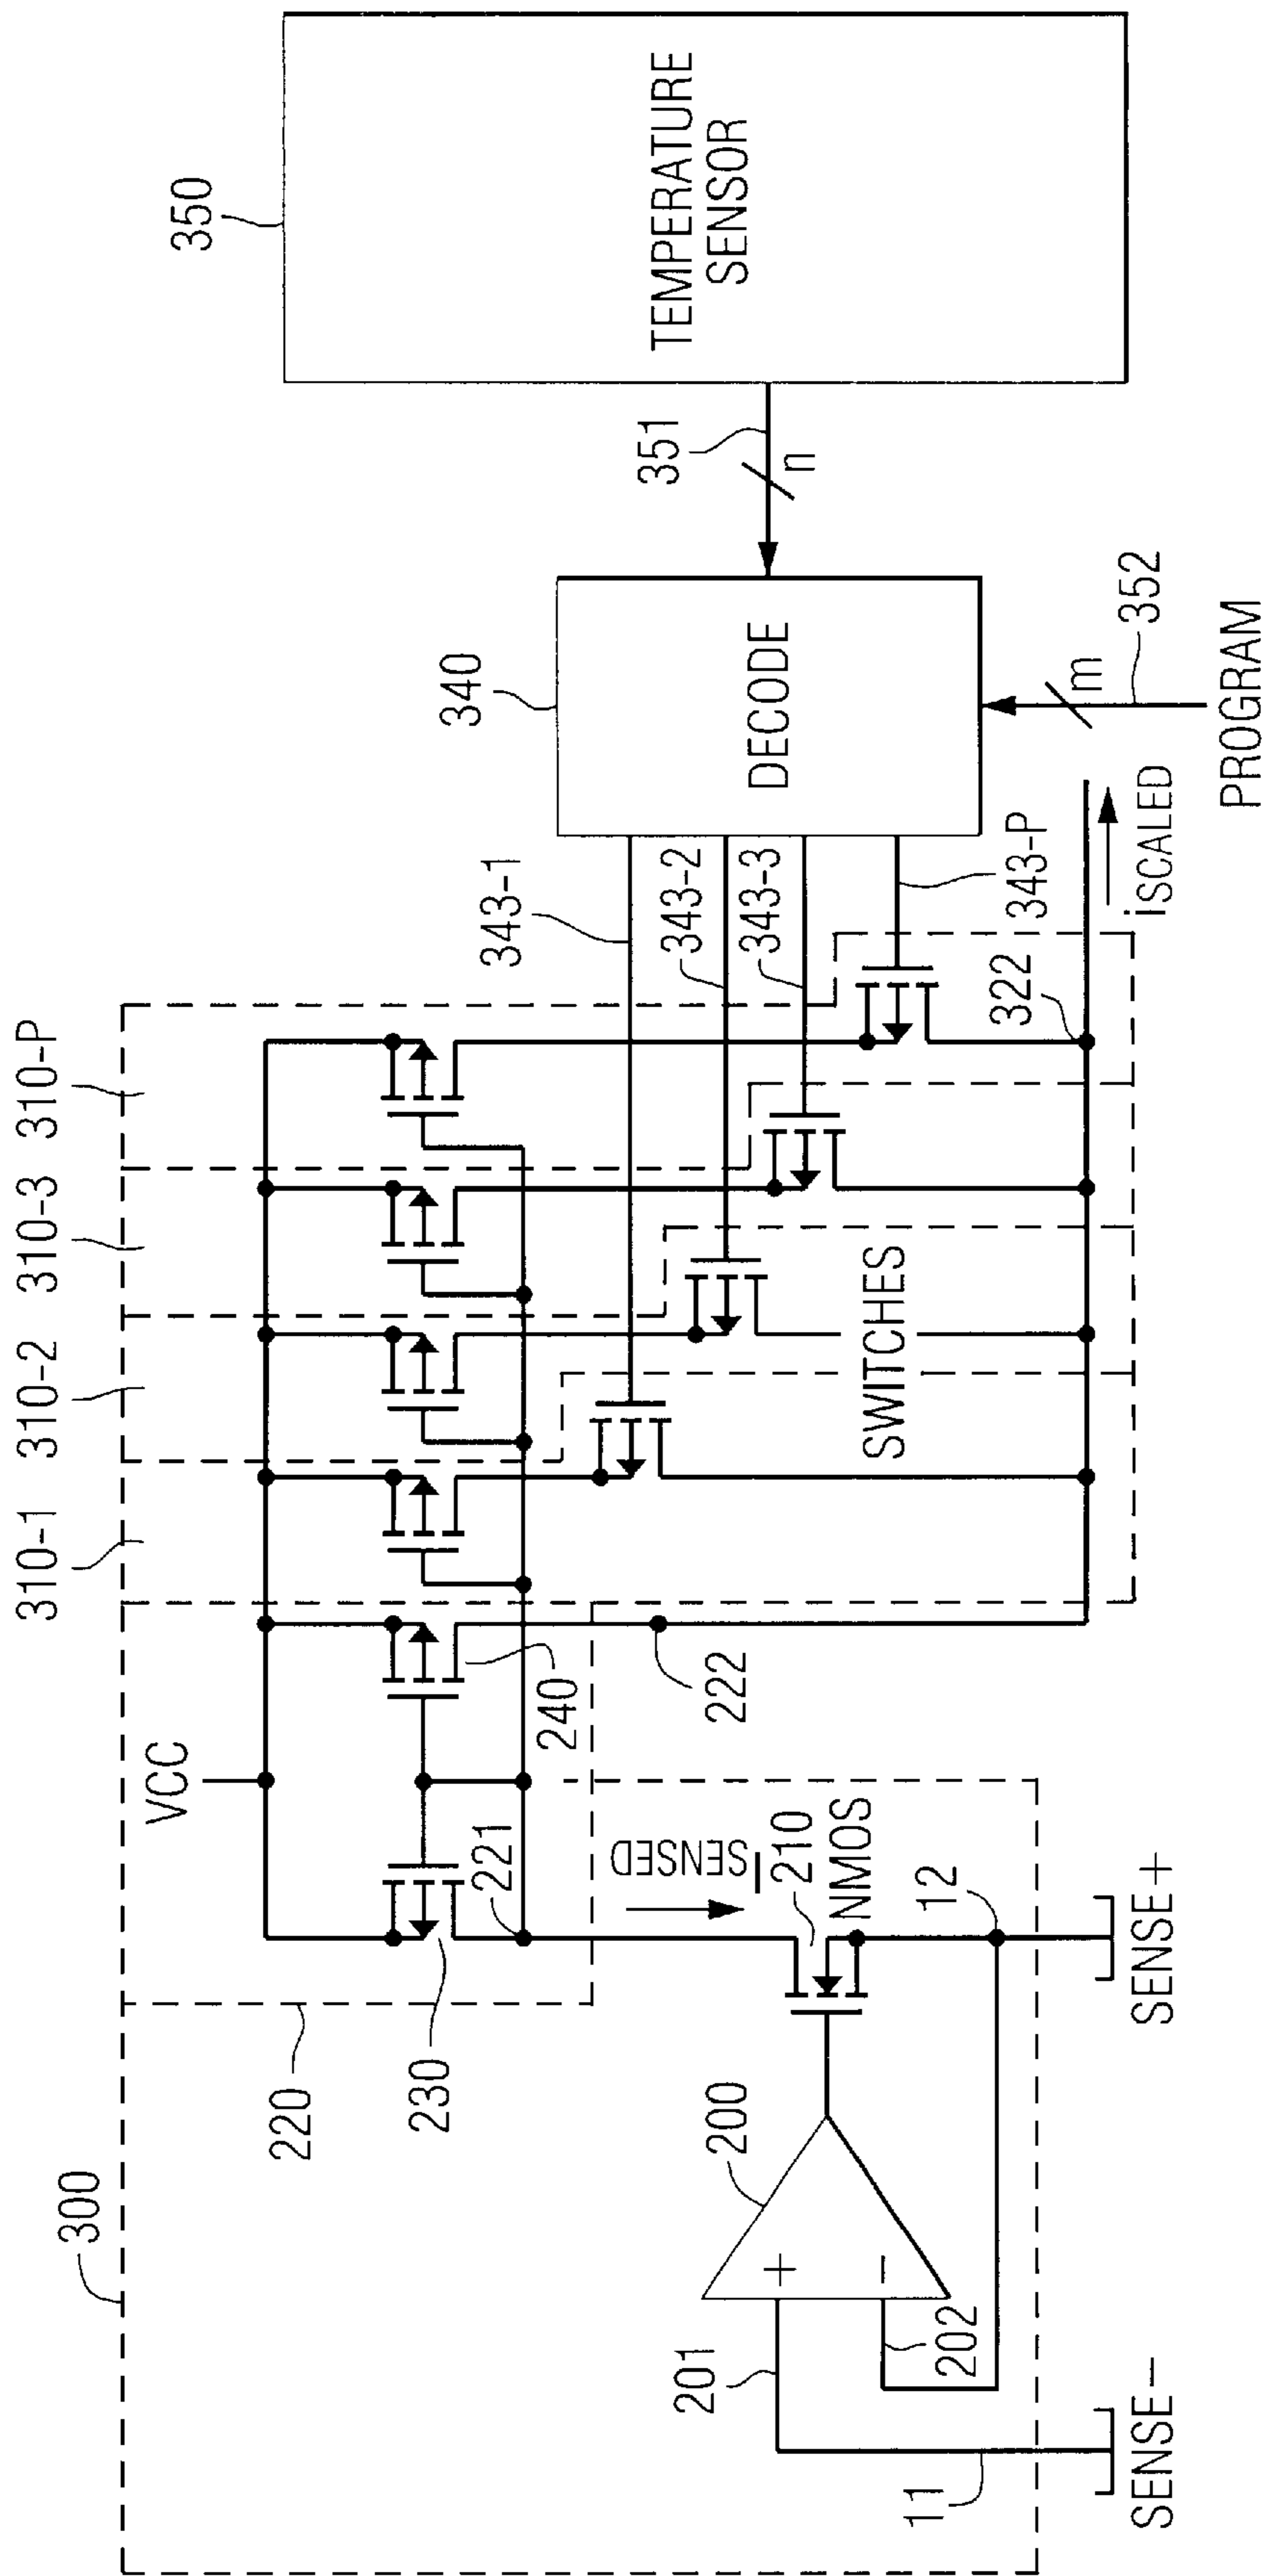 300
220
230
VCC
240
221
222
310-1
310-2
310-3
310-P
343-1
343-2
343-3
343-P
340
DECODE
351
n
350
TEMPERATURE
SENSOR
SWITCHES
322
iSCALED
m
352
PROGRAM
ISENSED
210
NMOS
200
+
−
201
202
12
11
SENSE−
SENSE+